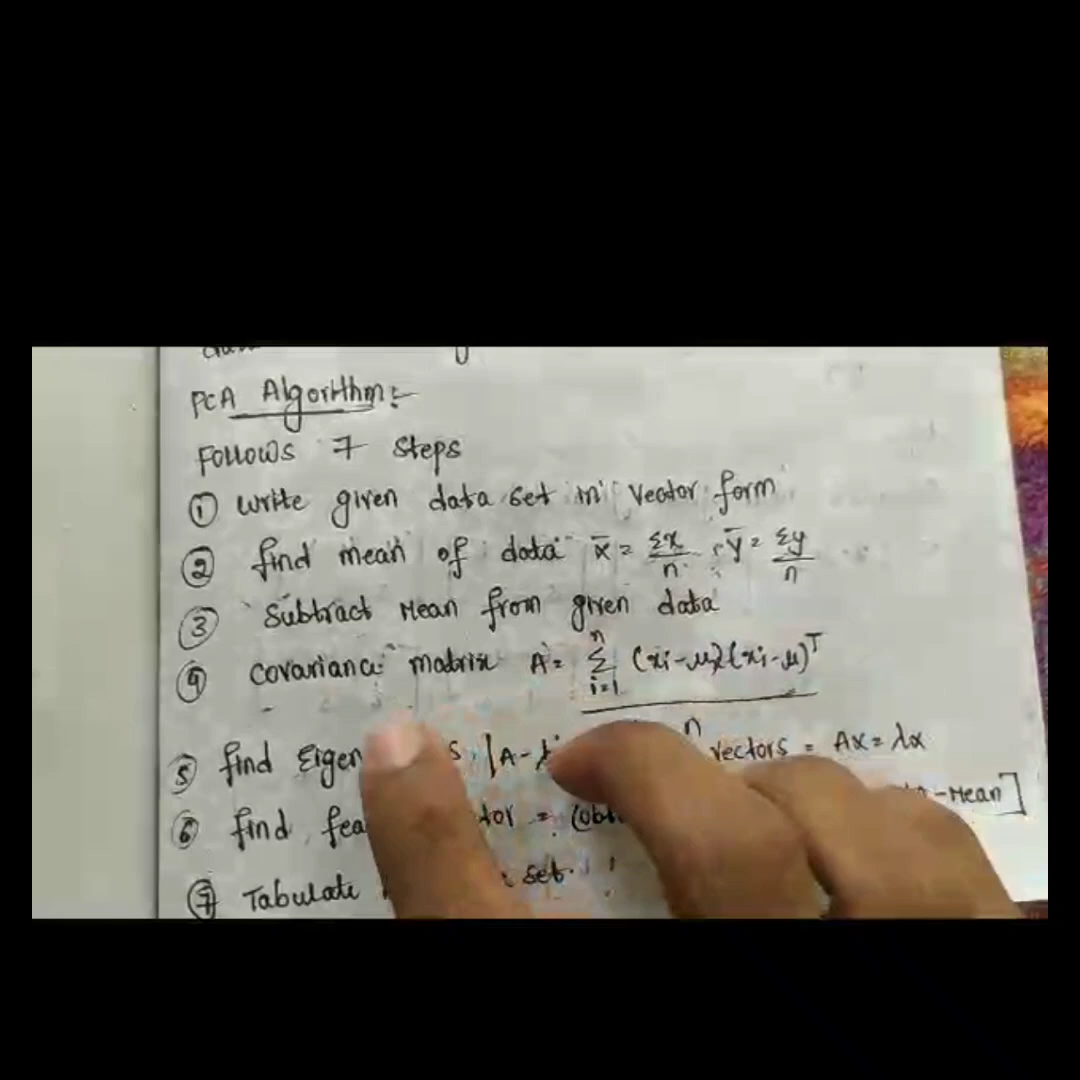 PCA Algorithm:-
Follows 7 steps
① write given data set in vector form
② find mean of data x̄ = Σx/n , ȳ = Σy/n
③ Subtract Mean from given data
④ covariance matrix A = Σ i=1 n (xi-μ)(xi-μ)ᵀ / n
⑤ find Eigen s, |A-λ vectors = Ax = λx
⑥ find tor = -Mean]
⑦ Tabulate set.